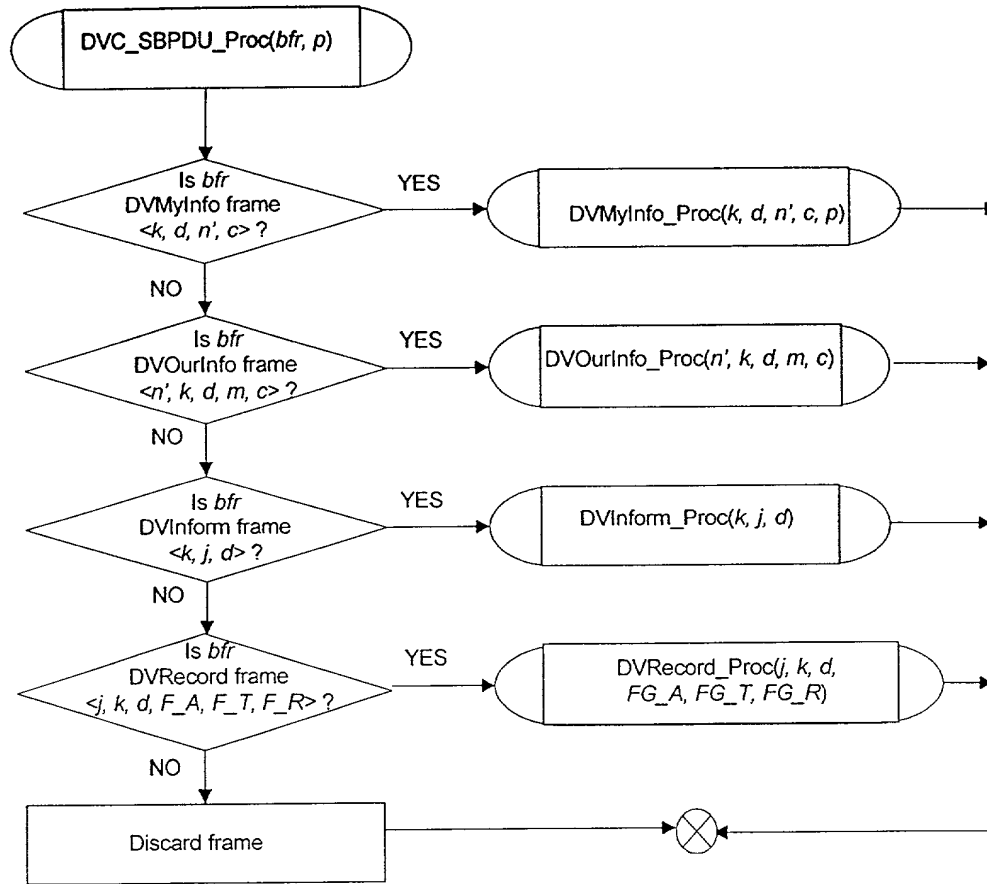 DVC_SBPDU_Proc(bfr, p)
Is bfr
DVMyInfo frame
<k, d, n', c> ?
YES
DVMyInfo_Proc(k, d, n', c, p)
NO
Is bfr
DVOurInfo frame
<n', k, d, m, c> ?
YES
DVOurInfo_Proc(n', k, d, m, c)
NO
Is bfr
DVInform frame
<k, j, d> ?
YES
DVInform_Proc(k, j, d)
NO
Is bfr
DVRecord frame
<j, k, d, F_A, F_T, F_R> ?
YES
DVRecord_Proc(j, k, d,
FG_A, FG_T, FG_R)
NO
Discard frame